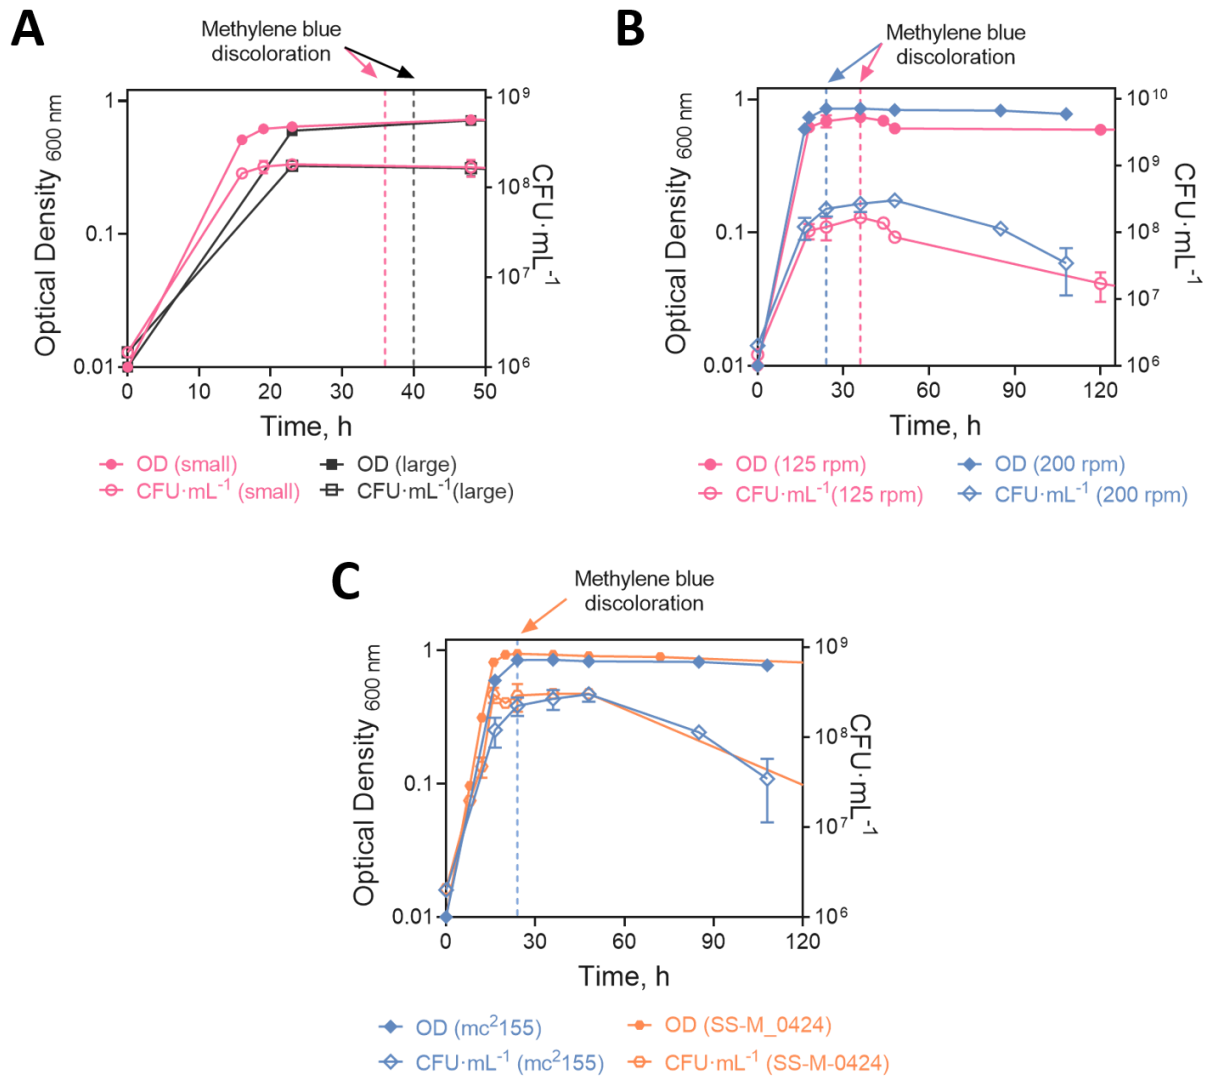 A
Methylene blue
discoloration
Optical Density 600 nm
1
0.1
0.01
10⁹
10⁸
10⁷
10⁶
CFU·mL⁻¹
0 10 20 30 40 50
Time, h
OD (small) OD (large)
CFU·mL⁻¹ (small) CFU·mL⁻¹(large)
B
Methylene blue
discoloration
Optical Density 600 nm
1
0.1
0.01
10¹⁰
10⁹
10⁸
10⁷
10⁶
CFU·mL⁻¹
0 30 60 90 120
Time, h
OD (125 rpm) OD (200 rpm)
CFU·mL⁻¹(125 rpm) CFU·mL⁻¹ (200 rpm)
C
Methylene blue
discoloration
Optical Density 600 nm
1
0.1
0.01
10⁹
10⁸
10⁷
10⁶
CFU·mL⁻¹
0 30 60 90 120
Time, h
OD (mc²155) OD (SS-M_0424)
CFU·mL⁻¹ (mc²155) CFU·mL⁻¹ (SS-M-0424)